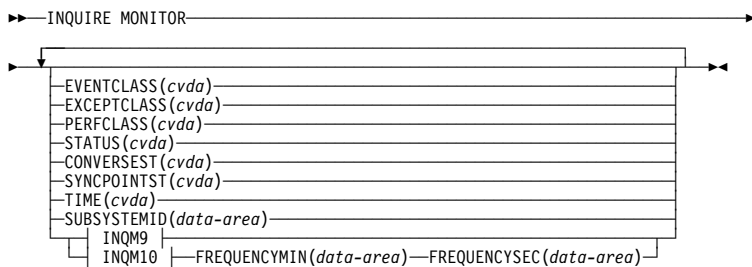 INQUIRE MONITOR
EVENTCLASS(cvda)
EXCEPTCLASS(cvda)
PERFCLASS(cvda)
STATUS(cvda)
CONVERSEST(cvda)
SYNCPOINTST(cvda)
TIME(cvda)
SUBSYSTEMID(data-area)
INQM9
INQM10 FREQUENCYMIN(data-area) FREQUENCYSEC(data-area)